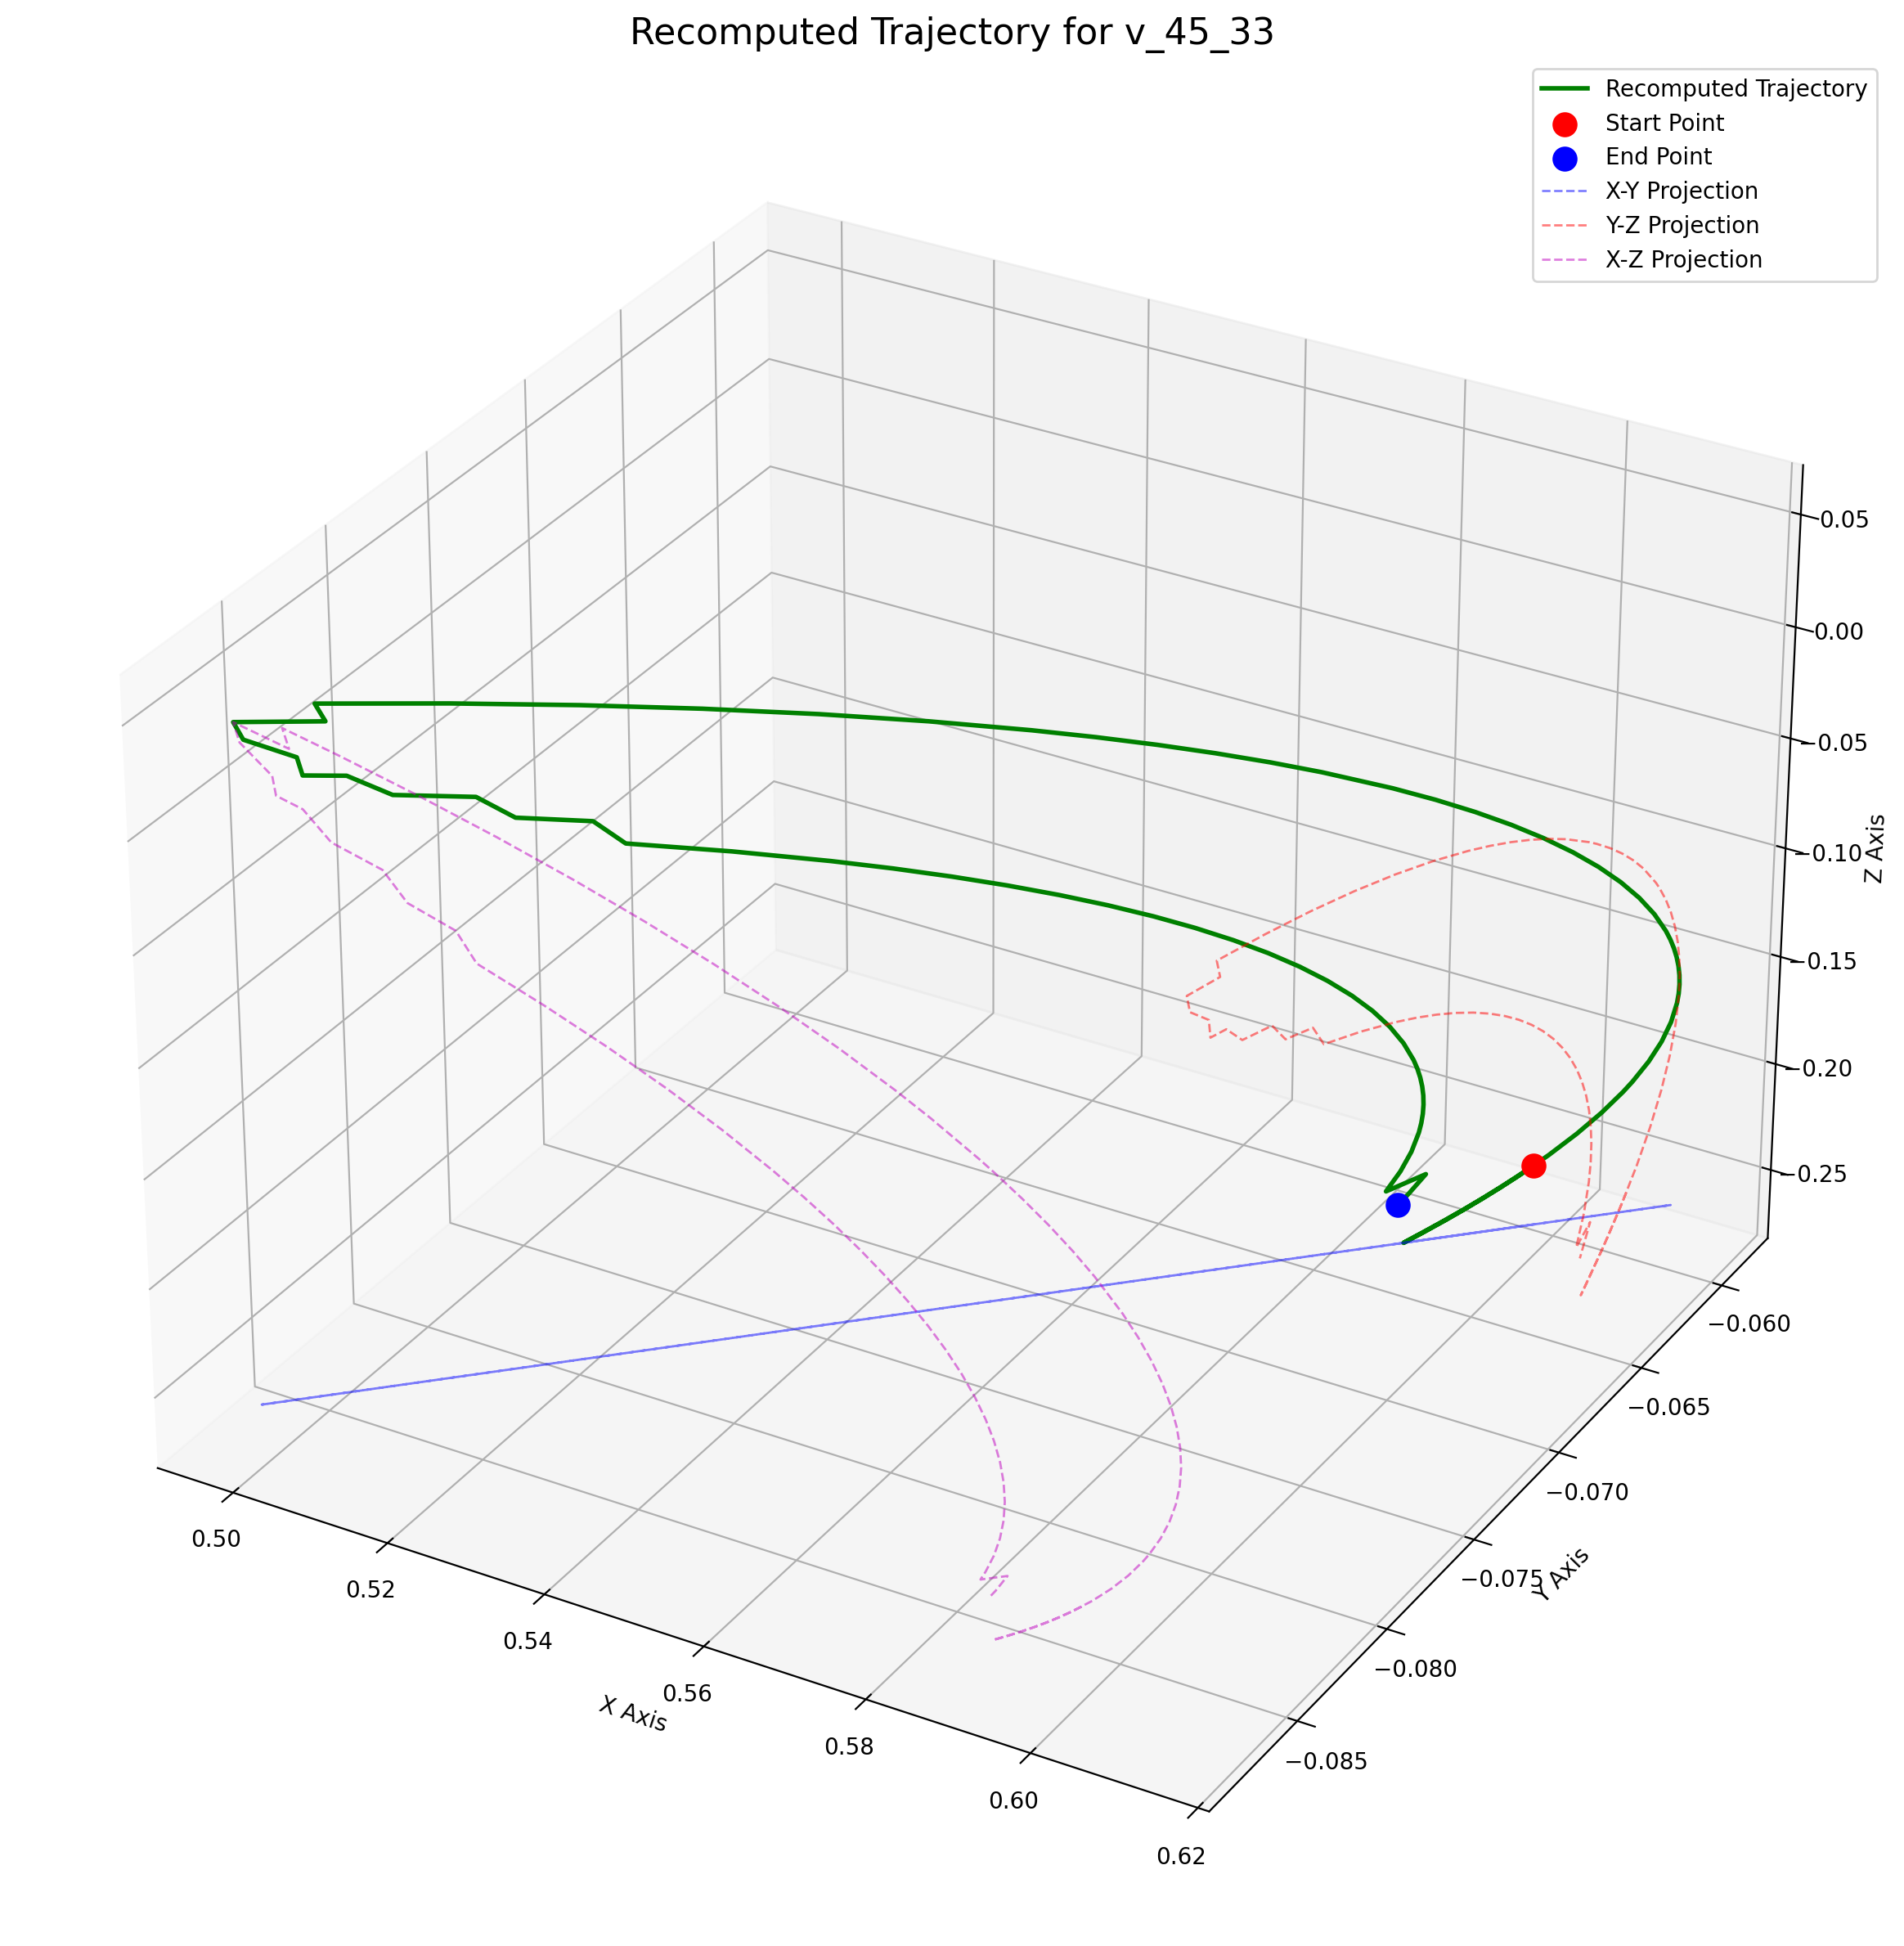 Recomputed Trajectory for v_45_33
Recomputed Trajectory
Start Point
End Point
X-Y Projection
Y-Z Projection
X-Z Projection
0.05
0.00
−0.05
−0.10
−0.15
−0.20
−0.25
Z Axis
−0.060
−0.065
−0.070
−0.075
−0.080
−0.085
Y Axis
0.50
0.52
0.54
0.56
0.58
0.60
0.62
X Axis